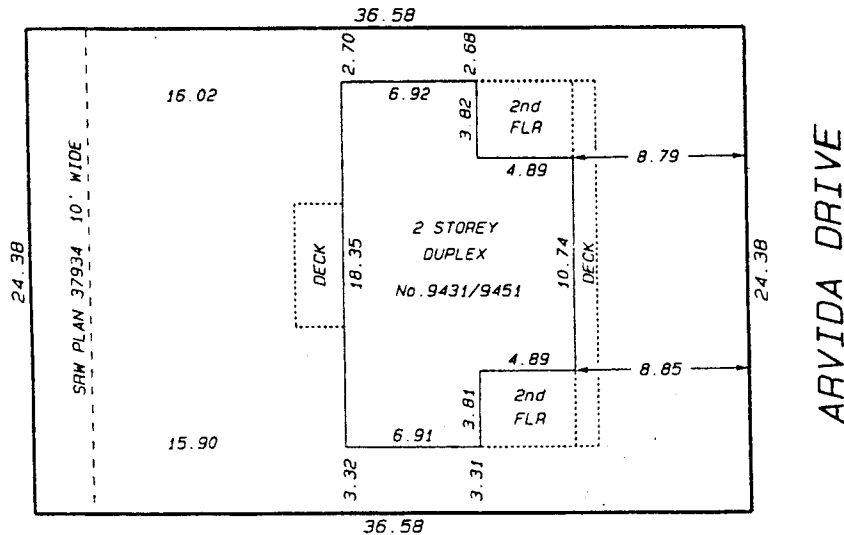 36.58
2.70
2.68
16.02
6.92
3.82
2nd
FLR
8.79
4.89
SRW PLAN 37934 10' WIDE
24.38
DECK
18.35
2 STOREY
DUPLEX
No.9431/9451
10.74
DECK
24.38
ARVIDA DRIVE
4.89
8.85
3.81
2nd
FLR
15.90
6.91
3.32
3.31
36.58